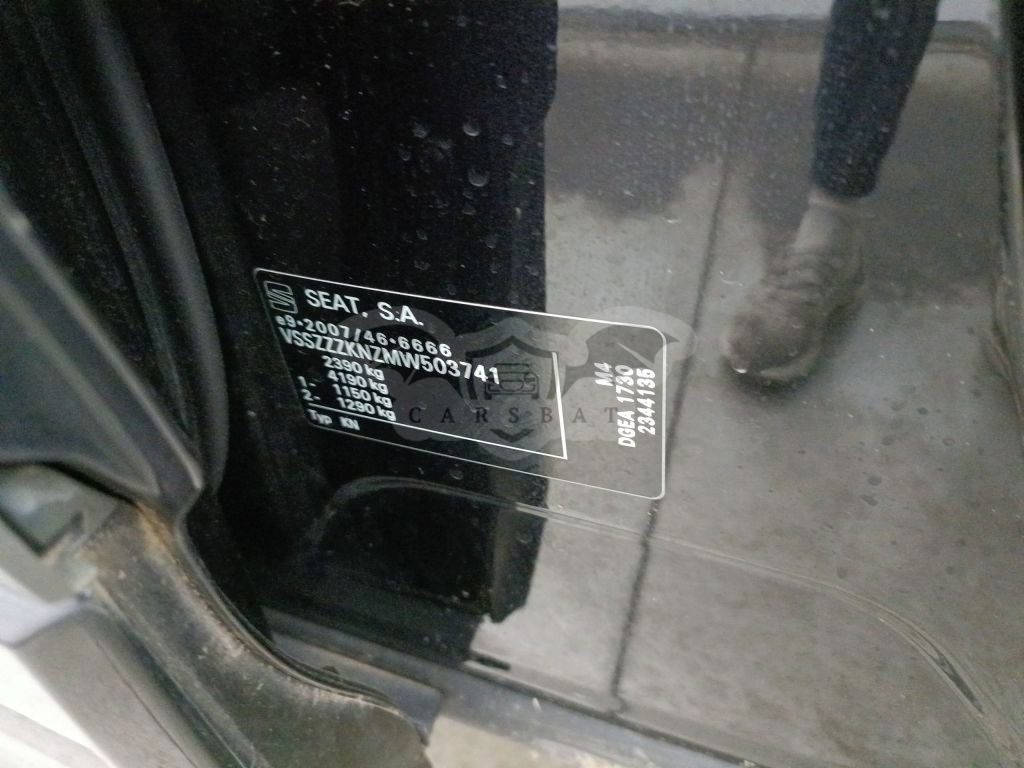 SEAT, S.A.
e9*2007/46*6666
VSSZZZKNZMW503741
2390 kg
1.- 4190 kg
2.- 1150 kg
1290 kg
Typ KN
M4
DGEA 1730
2344135
CARSBAT